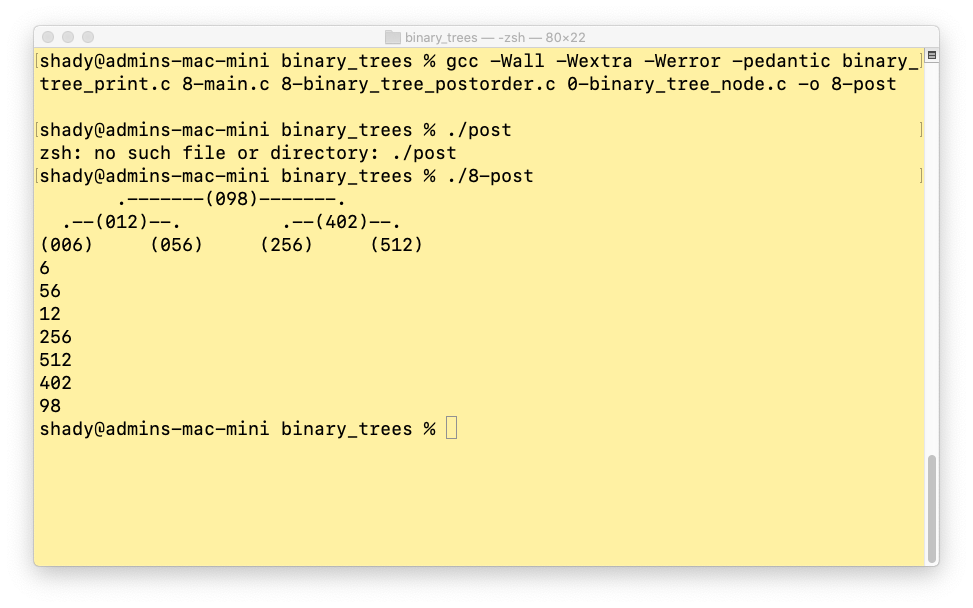 binary_trees — -zsh — 80×22
[shady@admins-mac-mini binary_trees % gcc -Wall -Wextra -Werror -pedantic binary_]
tree_print.c 8-main.c 8-binary_tree_postorder.c 0-binary_tree_node.c -o 8-post
[shady@admins-mac-mini binary_trees % ./post ]
zsh: no such file or directory: ./post
[shady@admins-mac-mini binary_trees % ./8-post ]
       .-------(098)-------.
  .--(012)--.         .--(402)--.
(006)     (056)     (256)     (512)
6
56
12
256
512
402
98
shady@admins-mac-mini binary_trees %